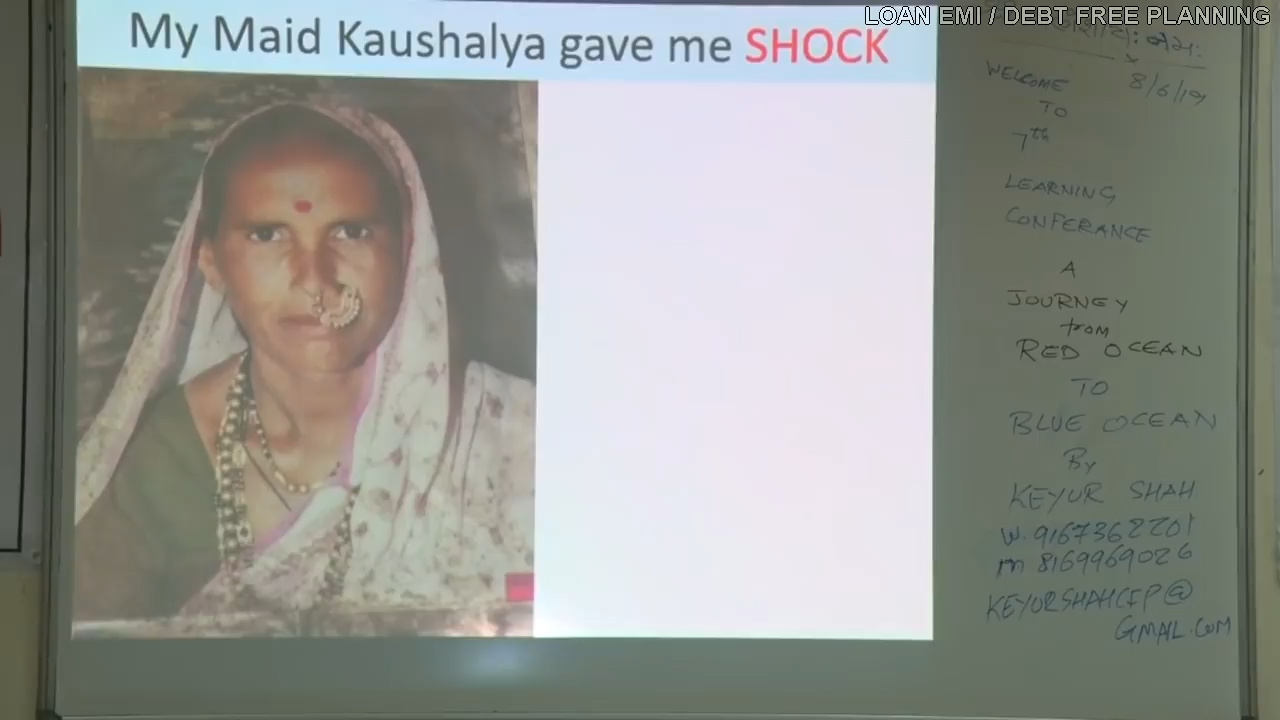 LOAN EMI / DEBT FREE PLANNING
My Maid Kaushalya gave me SHOCK
8/6/19
WELCOME
TO
7th
LEARNING
CONFERANCE
A
JOURNEY
from
RED OCEAN
TO
BLUE OCEAN
By
KEYUR SHAH
W. 9167362201
m 8169969026
KEYURSHAHCFP@
GMAIL.COM